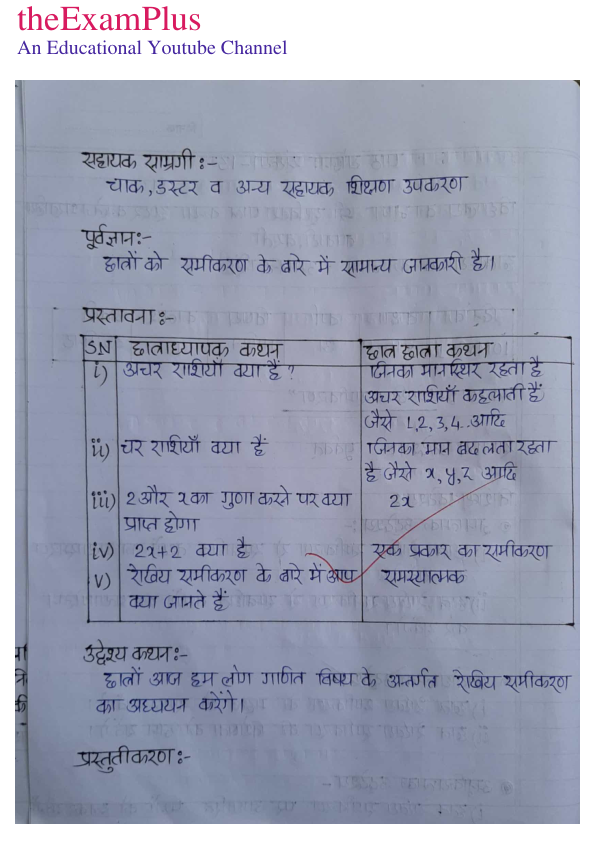 theExamPlus
An Educational Youtube Channel
सहायक सामग्री :-
चाक, डस्टर व अन्य सहायक शिक्षण उपकरण
पूर्वज्ञान:-
छात्रों को समीकरण के बारे में सामान्य जानकारी है।
प्रस्तावना :-
SN छात्राध्यापक कथन छात्र छात्रा कथन
i) अचर राशियाँ क्या हैं ? जिनका मान स्थिर रहता है
अचर राशियाँ कहलाती हैं
जैसे 1,2,3,4.. आदि
ii) चर राशियाँ क्या हैं जिनका मान बदलता रहता
है जैसे x, y, z आदि
iii) 2 और x का गुणा करने पर क्या 2x
प्राप्त होगा
iv) 2x+2 क्या है एक प्रकार का समीकरण
v) रेखिय समीकरण के बारे में आप समस्यात्मक
क्या जानते हैं
उद्देश्य कथन:-
छात्रों आज हम लोग गणित विषय के अन्तर्गत रेखिय समीकरण
का अध्ययन करेंगे।
प्रस्तुतीकरण:-